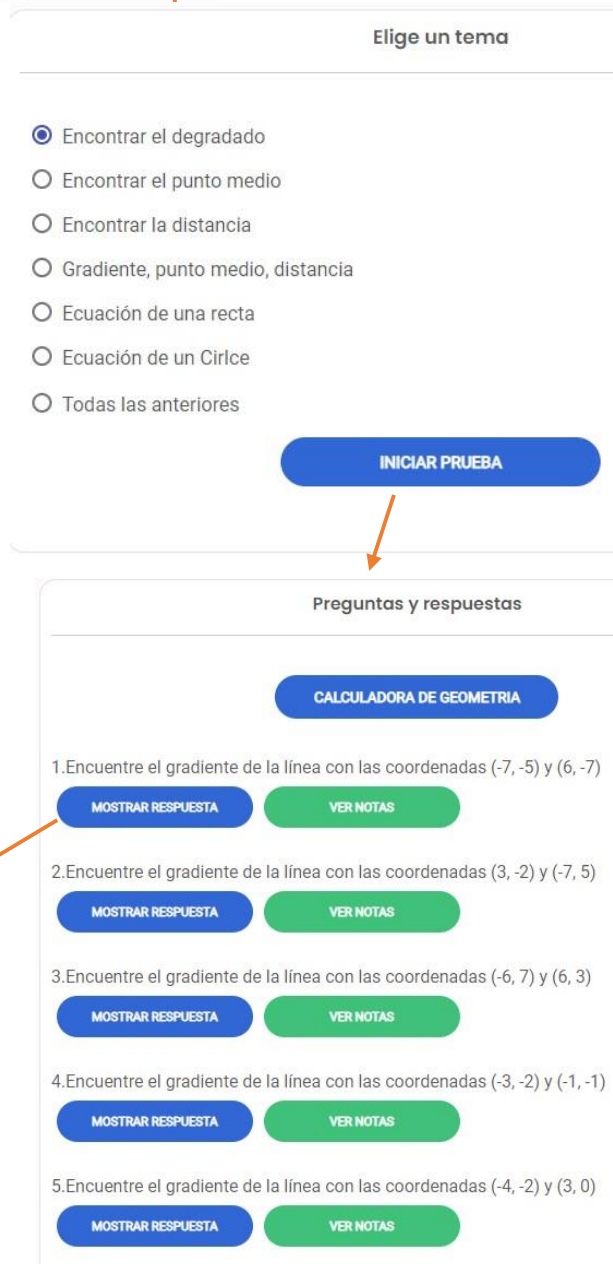 Elige un tema
Encontrar el degradado
Encontrar el punto medio
Encontrar la distancia
Gradiente, punto medio, distancia
Ecuación de una recta
Ecuación de un Cirlce
Todas las anteriores
INICIAR PRUEBA
Preguntas y respuestas
CALCULADORA DE GEOMETRIA
1.Encuentre el gradiente de la línea con las coordenadas (-7, -5) y (6, -7)
MOSTRAR RESPUESTA VER NOTAS
2.Encuentre el gradiente de la línea con las coordenadas (3, -2) y (-7, 5)
MOSTRAR RESPUESTA VER NOTAS
3.Encuentre el gradiente de la línea con las coordenadas (-6, 7) y (6, 3)
MOSTRAR RESPUESTA VER NOTAS
4.Encuentre el gradiente de la línea con las coordenadas (-3, -2) y (-1, -1)
MOSTRAR RESPUESTA VER NOTAS
5.Encuentre el gradiente de la línea con las coordenadas (-4, -2) y (3, 0)
MOSTRAR RESPUESTA VER NOTAS